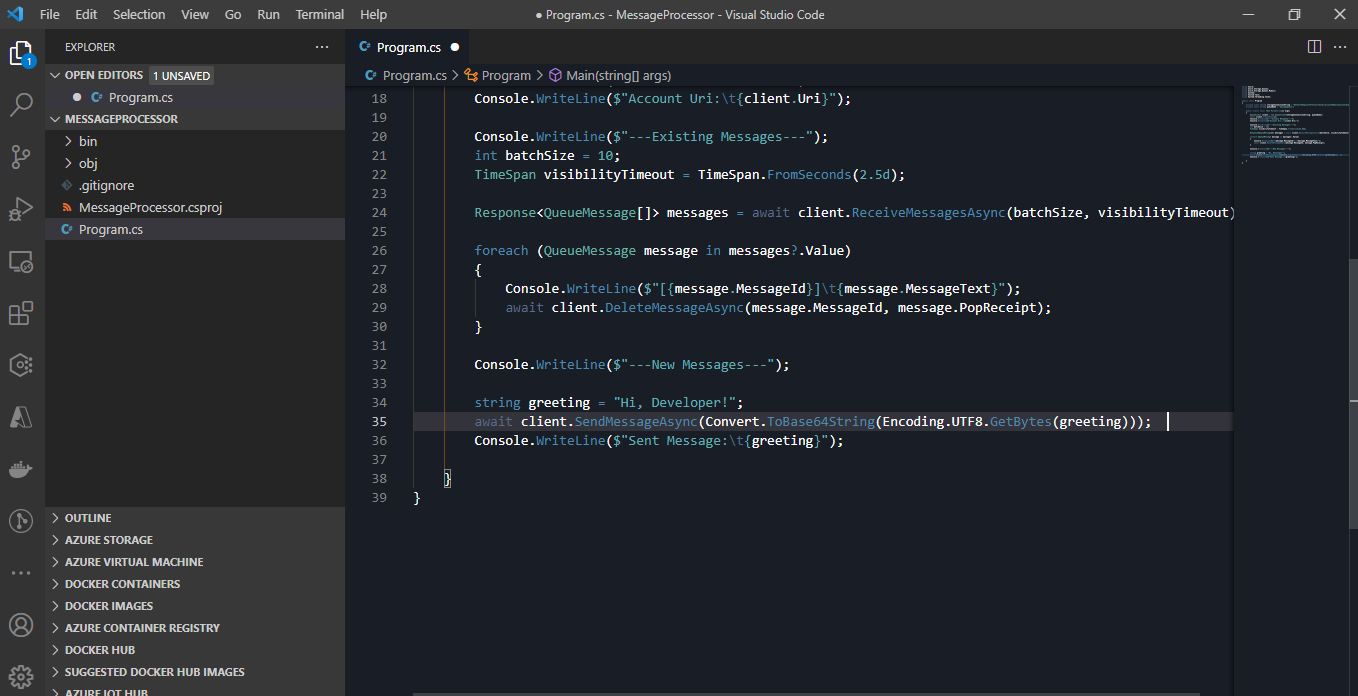 File Edit Selection View Go Run Terminal Help
● Program.cs - MessageProcessor - Visual Studio Code
EXPLORER
OPEN EDITORS 1 UNSAVED
C# Program.cs
MESSAGEPROCESSOR
bin
obj
.gitignore
MessageProcessor.csproj
C# Program.cs
OUTLINE
AZURE STORAGE
AZURE VIRTUAL MACHINE
DOCKER CONTAINERS
DOCKER IMAGES
AZURE CONTAINER REGISTRY
DOCKER HUB
SUGGESTED DOCKER HUB IMAGES
AZURE IOT HUB
1
C# Program.cs ●
C# Program.cs > Program > Main(string[] args)
18 Console.WriteLine($"Account Uri:\t{client.Uri}");
19
20 Console.WriteLine($"---Existing Messages---");
21 int batchSize = 10;
22 TimeSpan visibilityTimeout = TimeSpan.FromSeconds(2.5d);
23
24 Response<QueueMessage[]> messages = await client.ReceiveMessagesAsync(batchSize, visibilityTimeout)
25
26 foreach (QueueMessage message in messages?.Value)
27 {
28 Console.WriteLine($"[{message.MessageId}]\t{message.MessageText}");
29 await client.DeleteMessageAsync(message.MessageId, message.PopReceipt);
30 }
31
32 Console.WriteLine($"---New Messages---");
33
34 string greeting = "Hi, Developer!";
35 await client.SendMessageAsync(Convert.ToBase64String(Encoding.UTF8.GetBytes(greeting)));
36 Console.WriteLine($"Sent Message:\t{greeting}");
37
38 }
39 }